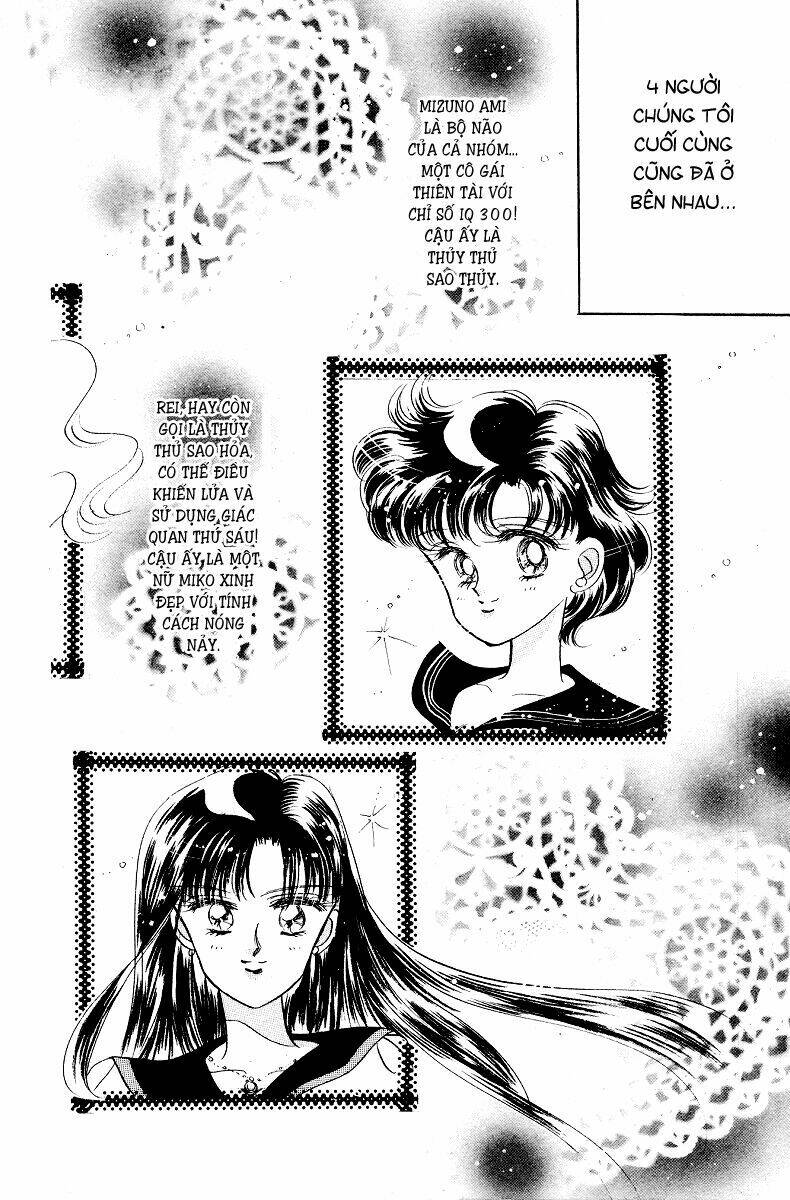 4 NGƯỜI
CHÚNG TÔI
CUỐI CÙNG
CŨNG ĐÃ Ở
BÊN NHAU...
MIZUNO AMI
LÀ BỘ NÃO
CỦA CẢ NHÓM...
MỘT CÔ GÁI
THIÊN TÀI VỚI
CHỈ SỐ IQ 300!
CẬU ẤY LÀ
THỦY THỦ
SAO THỦY.
REI, HAY CÒN
GỌI LÀ THỦY
THỦ SAO HỎA,
CÓ THỂ ĐIỀU
KHIỂN LỬA VÀ
SỬ DỤNG GIÁC
QUAN THỨ SÁU!
CẬU ẤY LÀ MỘT
NỮ MIKO XINH
ĐẸP VỚI TÍNH
CÁCH NÓNG
NẢY.